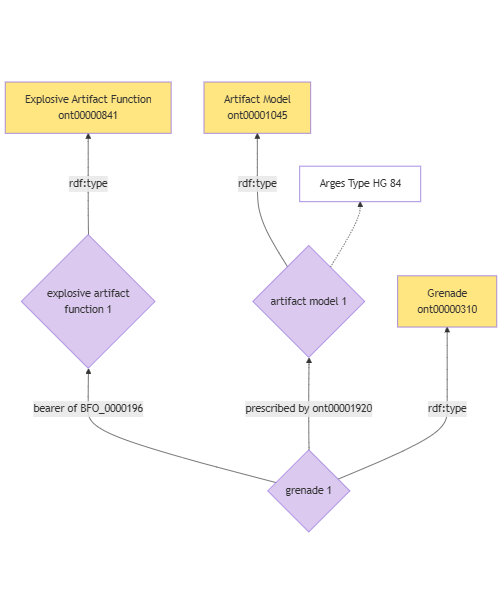 Explosive Artifact Function
ont00000841
Artifact Model
ont00001045
rdf:type
rdf:type
Arges Type HG 84
explosive artifact
function 1
artifact model 1
Grenade
ont00000310
bearer of BFO_0000196
prescribed by ont00001920
rdf:type
grenade 1